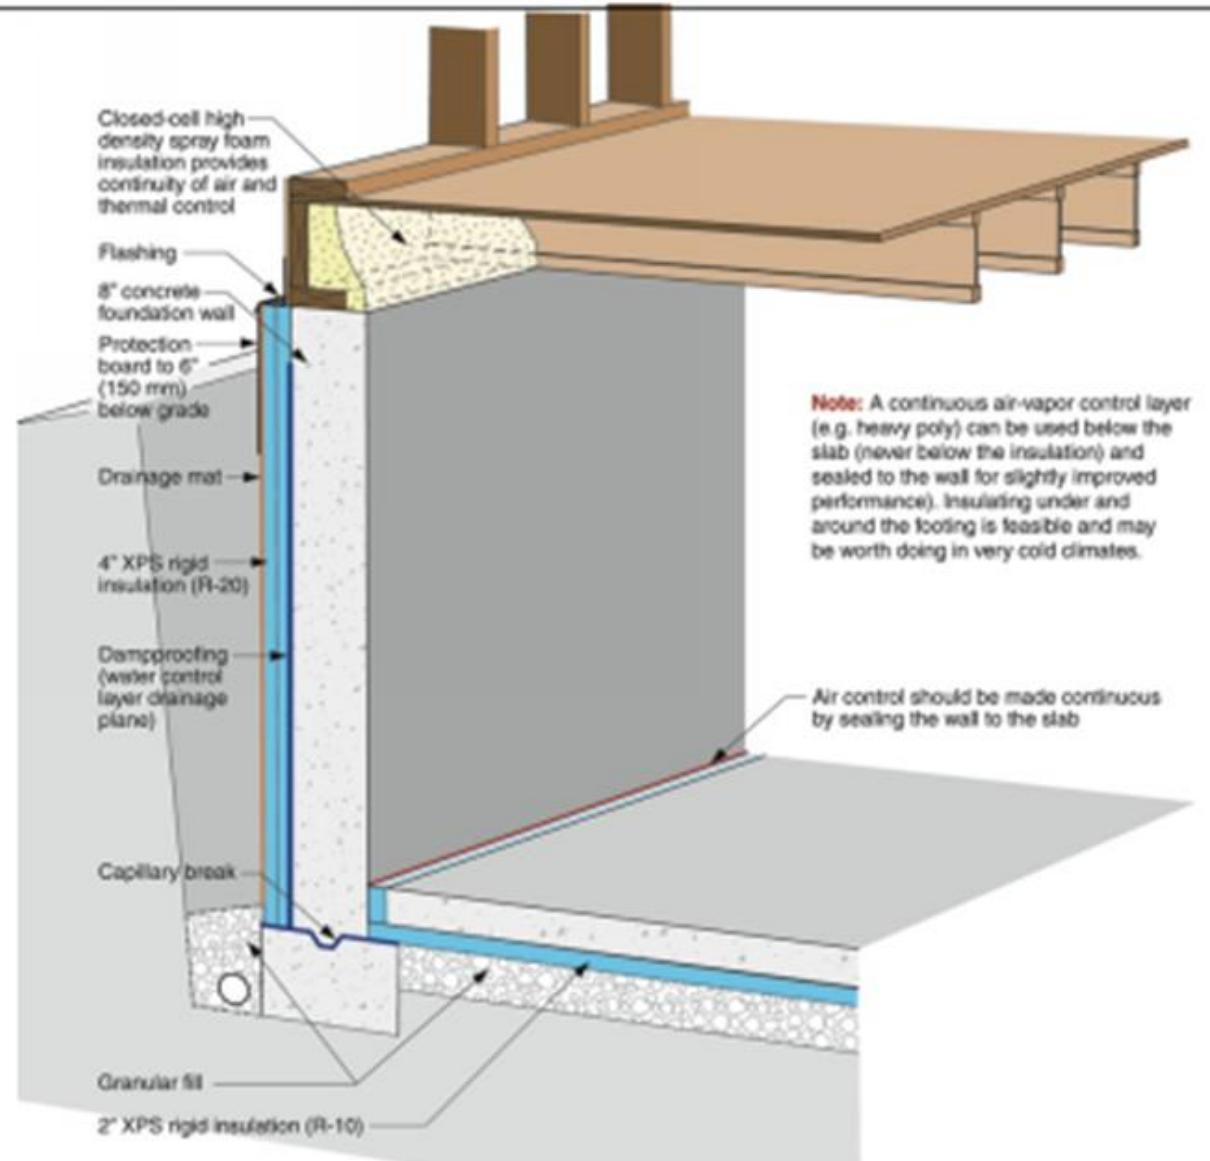 Closed-cell high
density spray foam
insulation provides
continuity of air and
thermal control
Flashing
8" concrete
foundation wall
Protection
board to 6"
(150 mm)
below grade
Drainage mat
4" XPS rigid
insulation (R-20)
Dampproofing
(water control
layer drainage
plane)
Capillary break
Granular fill
2" XPS rigid insulation (R-10)
Note: A continuous air-vapor control layer
(e.g. heavy poly) can be used below the
slab (never below the insulation) and
sealed to the wall for slightly improved
performance). Insulating under and
around the footing is feasible and may
be worth doing in very cold climates.
Air control should be made continuous
by sealing the wall to the slab